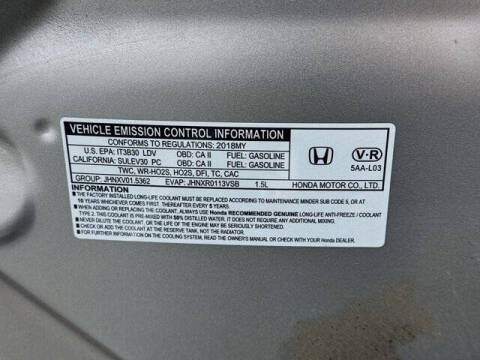 VEHICLE EMISSION CONTROL INFORMATION
CONFORMS TO REGULATIONS: 2018MY
U.S. EPA: IT3B30 LDV OBD: CA II FUEL: GASOLINE
CALIFORNIA: SULEV30 PC OBD: CA II FUEL: GASOLINE
TWC, WR-HO2S, HO2S, DFI, TC, CAC
GROUP: JHNXV01.5362 EVAP: JHNXR0113VSB 1.5L
HONDA MOTOR CO., LTD.
V-R
5AA-L03
INFORMATION
■ THE FACTORY INSTALLED LONG-LIFE COOLANT MUST BE REPLACED ACCORDING TO MAINTENANCE MINDER SUB CODE 5, OR AT
10 YEARS WHICHEVER COMES FIRST. AFTER FIRST REPLACEMENT, REPLACE EITHER EVERY 5 YEARS.
■ WHEN ADDING OR REPLACING THE COOLANT, ALWAYS USE Honda RECOMMENDED GENUINE LONG-LIFE ANTI-FREEZE / COOLANT
TYPE 2. THIS COOLANT IS PRE-MIXED WITH 50% DISTILLED WATER. IT DOES NOT REQUIRE ANY ADDITIONAL MIXING.
■ NEVER DILUTE THE COOLANT, OR THE LIFE OF THE ENGINE MAY BE SERIOUSLY SHORTENED.
■ CHECK OR ADD THE COOLANT AT THE RESERVE TANK, NOT THE RADIATOR.
■ FOR FURTHER INFORMATION ON THE COOLING SYSTEM, READ THE OWNER'S MANUAL OR CHECK WITH YOUR Honda DEALER.